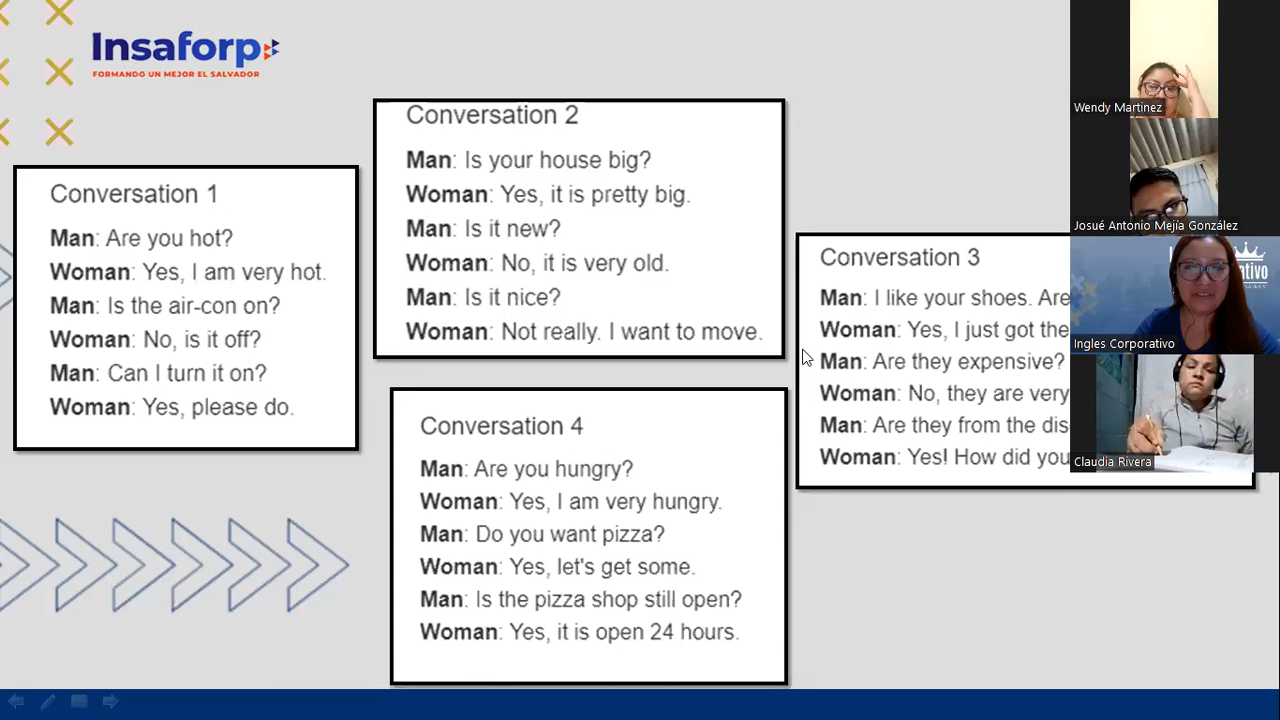 Insaforp
FORMANDO UN MEJOR EL SALVADOR
Conversation 1
Man: Are you hot?
Woman: Yes, I am very hot.
Man: Is the air-con on?
Woman: No, is it off?
Man: Can I turn it on?
Woman: Yes, please do.
Conversation 2
Man: Is your house big?
Woman: Yes, it is pretty big.
Man: Is it new?
Woman: No, it is very old.
Man: Is it nice?
Woman: Not really. I want to move.
Conversation 3
Man: I like your shoes. Are
Woman: Yes, I just got
Man: Are they expensive?
Woman: No, they are very
Man: Are they from the
Woman: Yes! How did you
Conversation 4
Man: Are you hungry?
Woman: Yes, I am very hungry.
Man: Do you want pizza?
Woman: Yes, let's get some.
Man: Is the pizza shop still open?
Woman: Yes, it is open 24 hours.
Wendy Martinez
Josué Antonio Mejía González
Ingles Corporativo
Claudia Rivera